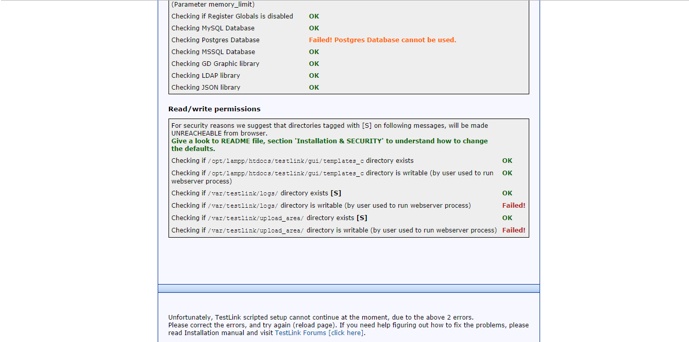 (Parameter memory_limit)
Checking if Register Globals is disabled OK
Checking MySQL Database OK
Checking Postgres Database Failed! Postgres Database cannot be used.
Checking MSSQL Database OK
Checking GD Graphic library OK
Checking LDAP library OK
Checking JSON library OK
Read/write permissions
For security reasons we suggest that directories tagged with [S] on following messages, will be made
UNREACHEABLE from browser.
Give a look to README file, section 'Installation & SECURITY' to understand how to change
the defaults.
Checking if /opt/lampp/htdocs/testlink/gui/templates_c directory exists OK
Checking if /opt/lampp/htdocs/testlink/gui/templates_c directory is writable (by user used to run OK
webserver process)
Checking if /var/testlink/logs/ directory exists [S] OK
Checking if /var/testlink/logs/ directory is writable (by user used to run webserver process) Failed!
Checking if /var/testlink/upload_area/ directory exists [S] OK
Checking if /var/testlink/upload_area/ directory is writable (by user used to run webserver process) Failed!
Unfortunately, TestLink scripted setup cannot continue at the moment, due to the above 2 errors.
Please correct the errors, and try again (reload page). If you need help figuring out how to fix the problems, please
read Installation manual and visit TestLink Forums [click here].